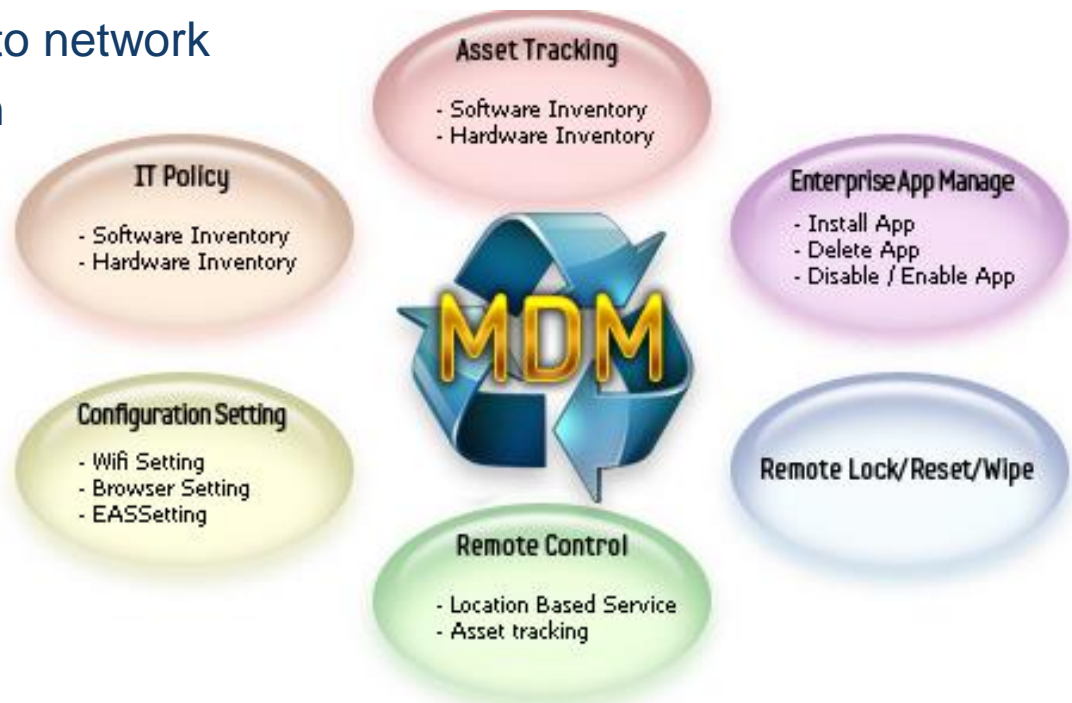 to network
Asset Tracking
- Software Inventory
- Hardware Inventory
IT Policy
- Software Inventory
- Hardware Inventory
Enterprise App Manage
- Install App
- Delete App
- Disable / Enable App
MDM
Configuration Setting
- Wifi Setting
- Browser Setting
- EASSetting
Remote Lock/Reset/Wipe
Remote Control
- Location Based Service
- Asset tracking